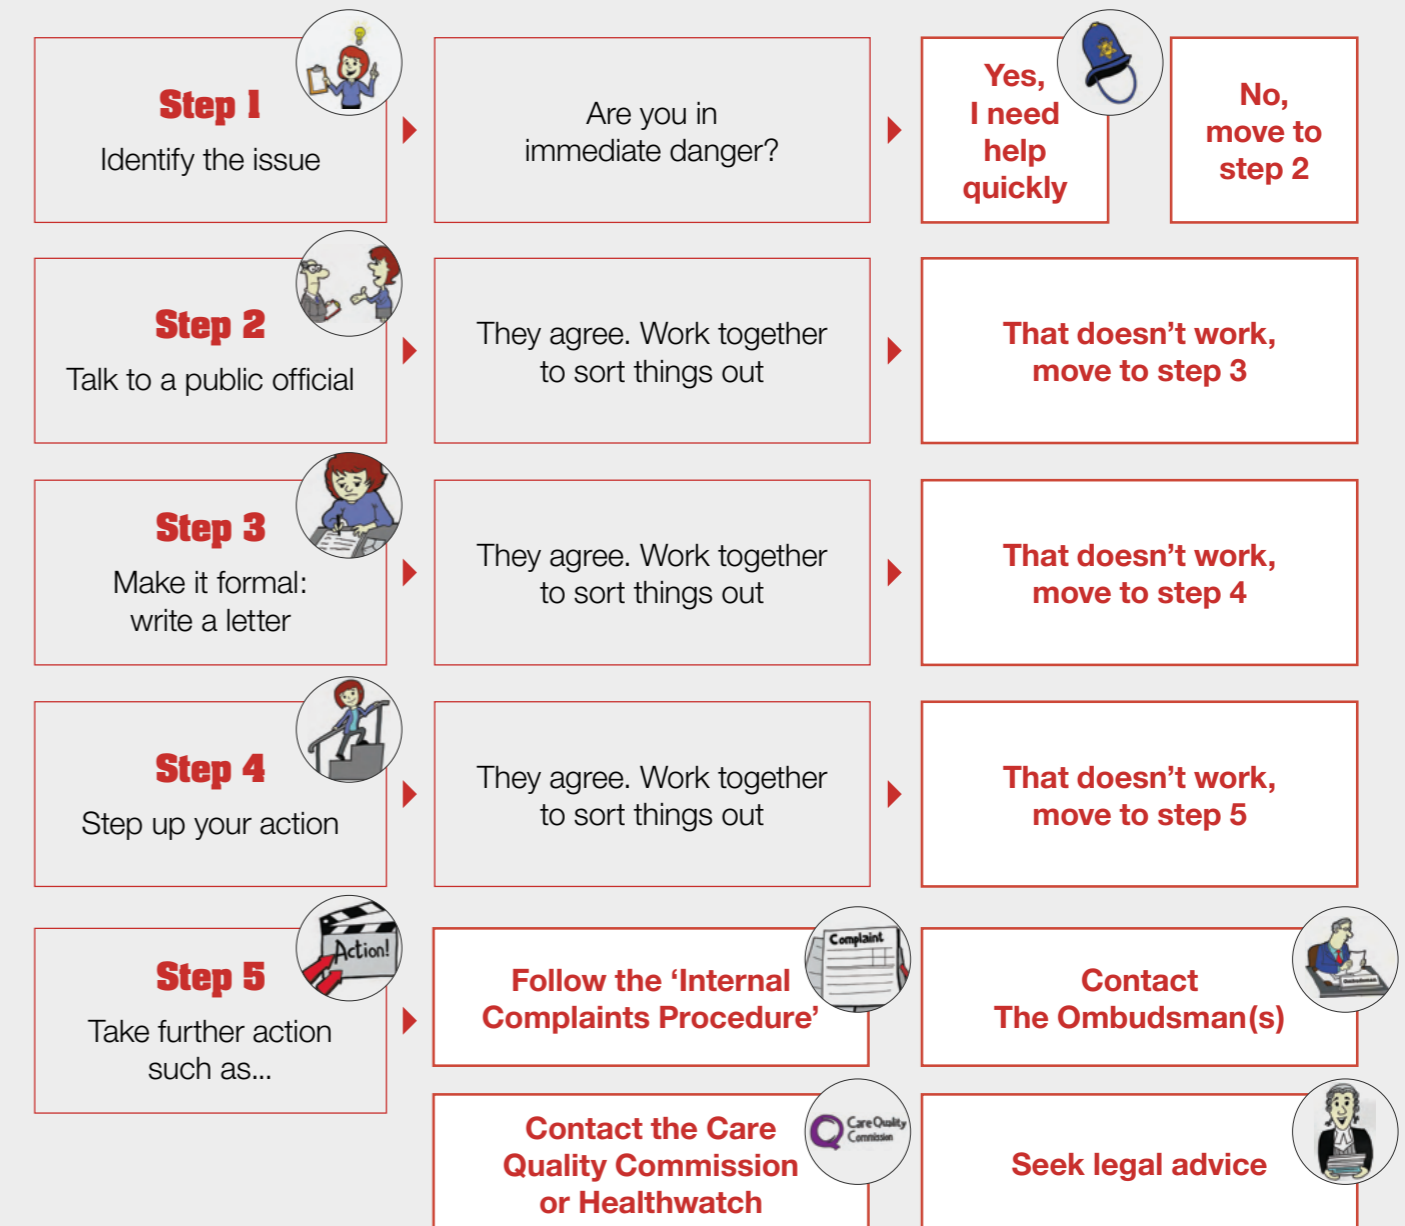 Step 1
Identify the issue
Are you in
immediate danger?
Yes,
I need
help
quickly
No,
move to
step 2
Step 2
Talk to a public official
They agree. Work together
to sort things out
That doesn’t work,
move to step 3
Step 3
Make it formal:
write a letter
They agree. Work together
to sort things out
That doesn’t work,
move to step 4
Step 4
Step up your action
They agree. Work together
to sort things out
That doesn’t work,
move to step 5
Step 5
Take further action
such as...
Action!
Follow the ‘Internal
Complaints Procedure’
Complaint
Contact
The Ombudsman(s)
Ombudsman
Contact the Care
Quality Commission
or Healthwatch
Care Quality
Commission
Seek legal advice